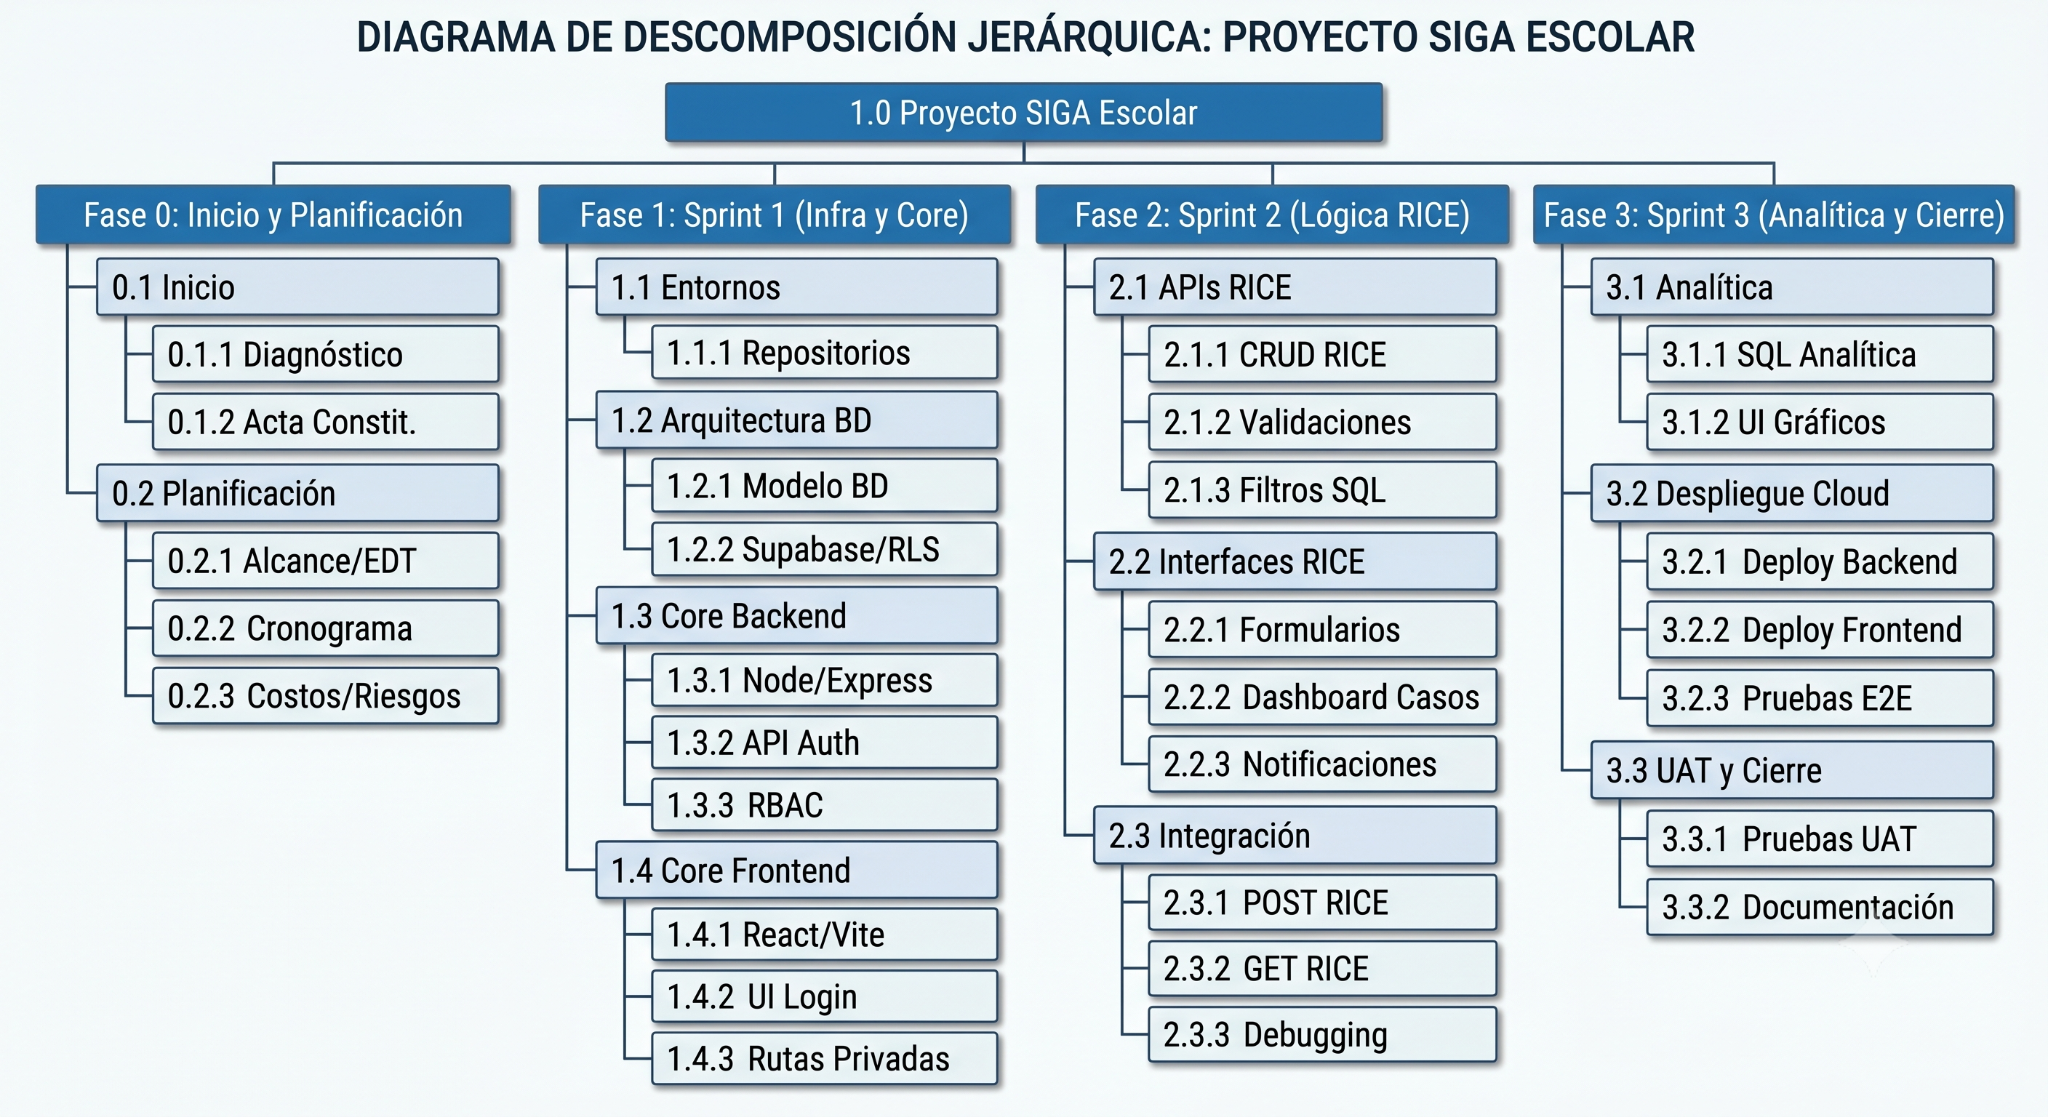 DIAGRAMA DE DESCOMPOSICIÓN JERÁRQUICA: PROYECTO SIGA ESCOLAR
1.0 Proyecto SIGA Escolar
Fase 0: Inicio y Planificación
0.1 Inicio
0.1.1 Diagnóstico
0.1.2 Acta Constit.
0.2 Planificación
0.2.1 Alcance/EDT
0.2.2 Cronograma
0.2.3 Costos/Riesgos
Fase 1: Sprint 1 (Infra y Core)
1.1 Entornos
1.1.1 Repositorios
1.2 Arquitectura BD
1.2.1 Modelo BD
1.2.2 Supabase/RLS
1.3 Core Backend
1.3.1 Node/Express
1.3.2 API Auth
1.3.3 RBAC
1.4 Core Frontend
1.4.1 React/Vite
1.4.2 UI Login
1.4.3 Rutas Privadas
Fase 2: Sprint 2 (Lógica RICE)
2.1 APIs RICE
2.1.1 CRUD RICE
2.1.2 Validaciones
2.1.3 Filtros SQL
2.2 Interfaces RICE
2.2.1 Formularios
2.2.2 Dashboard Casos
2.2.3 Notificaciones
2.3 Integración
2.3.1 POST RICE
2.3.2 GET RICE
2.3.3 Debugging
Fase 3: Sprint 3 (Analítica y Cierre)
3.1 Analítica
3.1.1 SQL Analítica
3.1.2 UI Gráficos
3.2 Despliegue Cloud
3.2.1 Deploy Backend
3.2.2 Deploy Frontend
3.2.3 Pruebas E2E
3.3 UAT y Cierre
3.3.1 Pruebas UAT
3.3.2 Documentación